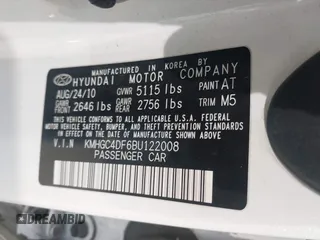 MANUFACTURED IN KOREA BY
HYUNDAI MOTOR COMPANY
AUG/24/10 GVWR 5115 lbs PAINT AT
GAWR FRONT 2646 lbs GAWR REAR 2756 lbs TRIM M5
THIS VEHICLE CONFORMS TO ALL APPLICABLE U.S.A. FEDERAL MOTOR VEHICLE SAFETY, BUMPER, AND THEFT PREVENTION STANDARDS IN EFFECT ON THE DATE OF MANUFACTURE SHOWN ABOVE.
V.I.N KMHGC4DF6BU122008
PASSENGER CAR
© BIDFAX.INFO